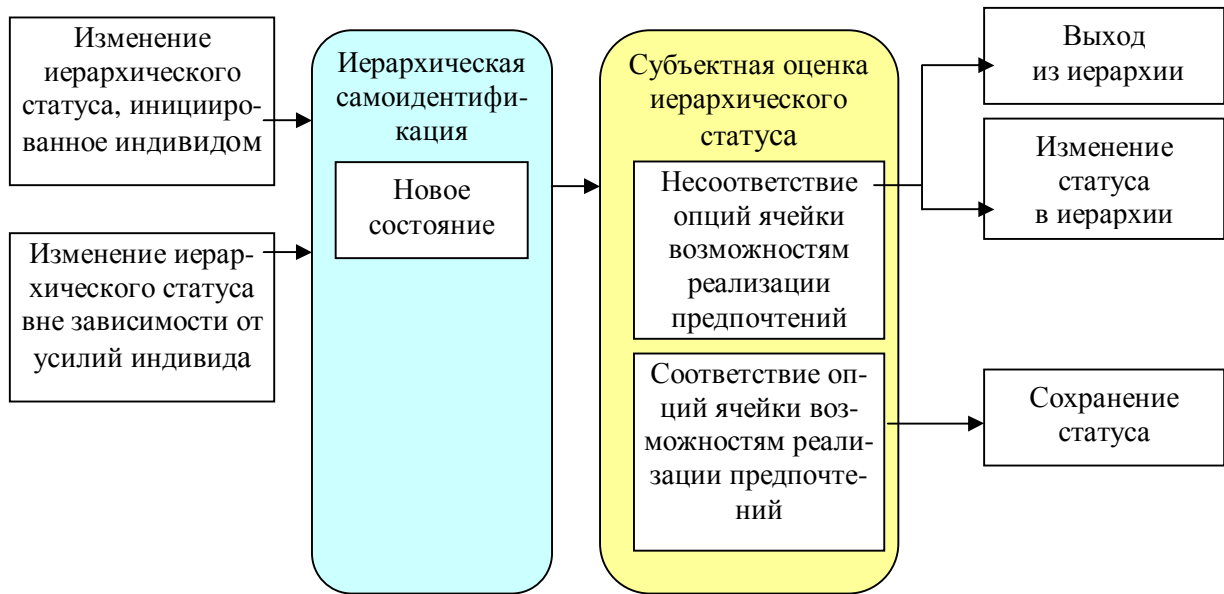 Изменение
иерархического
статуса, иницииро-
ванное индивидом
Изменение иерар-
хического статуса
вне зависимости от
усилий индивида
Иерархическая
самоидентифи-
кация
Новое
состояние
Субъектная оценка
иерархического
статуса
Несоответствие
опций ячейки
возможностям
реализации
предпочтений
Соответствие оп-
ций ячейки воз-
можностям реали-
зации предпочте-
ний
Выход
из иерархии
Изменение
статуса
в иерархии
Сохранение
статуса